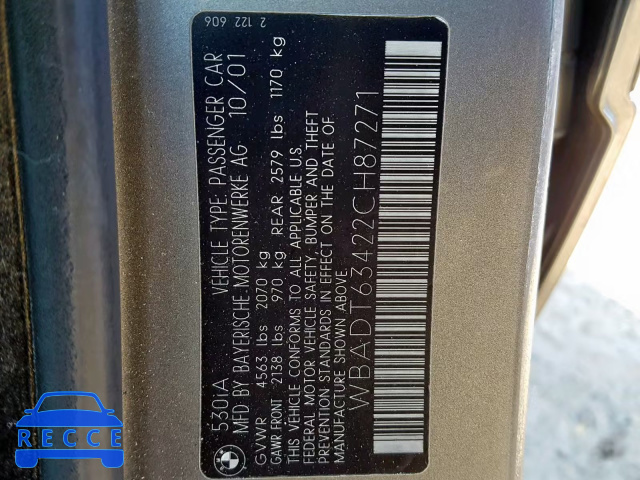 530iA VEHICLE TYPE: PASSENGER CAR
MFD BY BAYERISCHE MOTORENWERKE AG 10/01
GVWR 4563 lbs 2070 kg
GAWR FRONT 2138 lbs 970 kg, REAR 2579 lbs 1170 kg
THIS VEHICLE CONFORMS TO ALL APPLICABLE U.S.
FEDERAL MOTOR VEHICLE SAFETY, BUMPER AND THEFT
PREVENTION STANDARDS IN EFFECT ON THE DATE OF
MANUFACTURE SHOWN ABOVE.
WBADT63422CH87271
2 122 606
BMW
RECCE